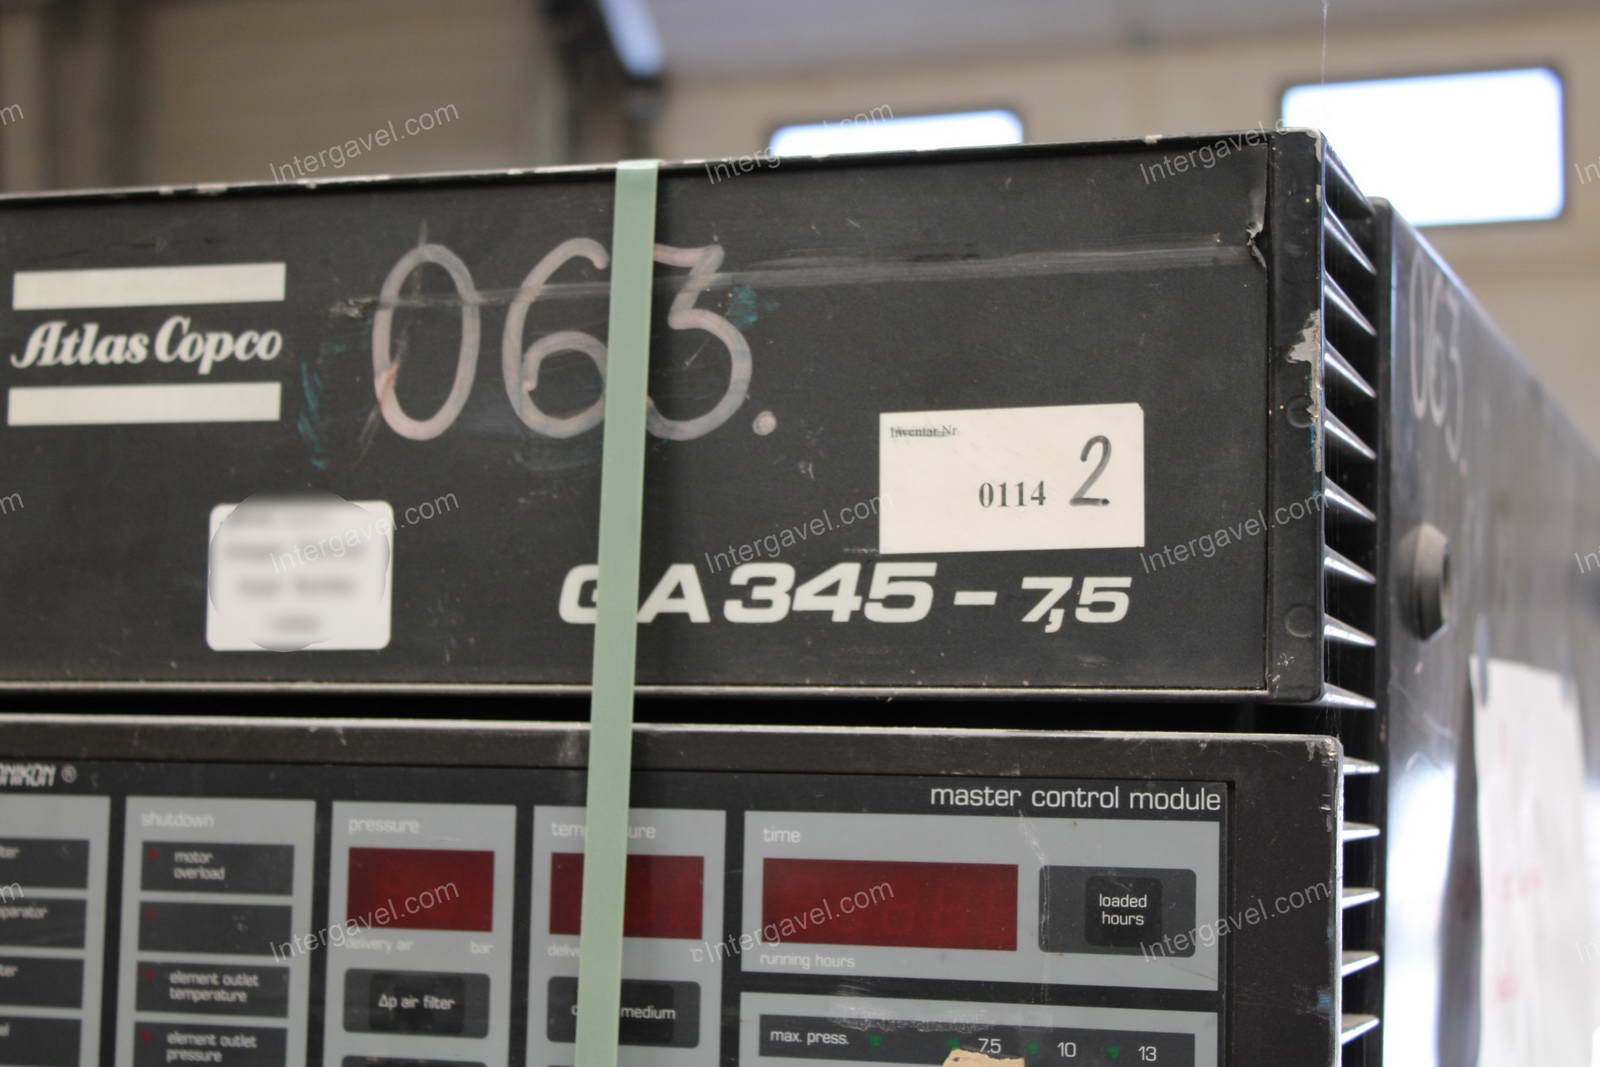 Intergavel.com
Atlas Copco
063.
063.
Inventar-Nr.
0114 2
GA 345 - 7,5
master control module
shutdown
motor overload
element outlet temperature
element outlet pressure
pressure
delivery air bar
Δp air filter
medium
time
running hours
loaded hours
max. press. 7.5 10 13